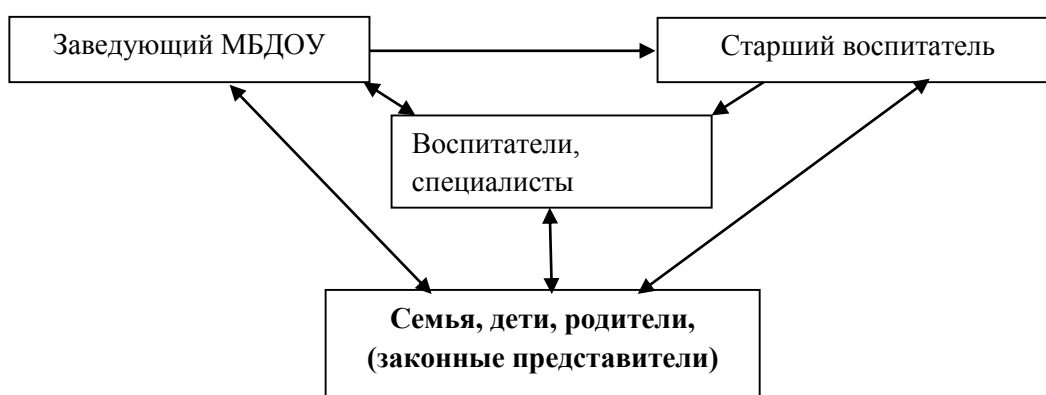 Заведующий МБДОУ
Старший воспитатель
Воспитатели,
специалисты
Семья, дети, родители,
(законные представители)